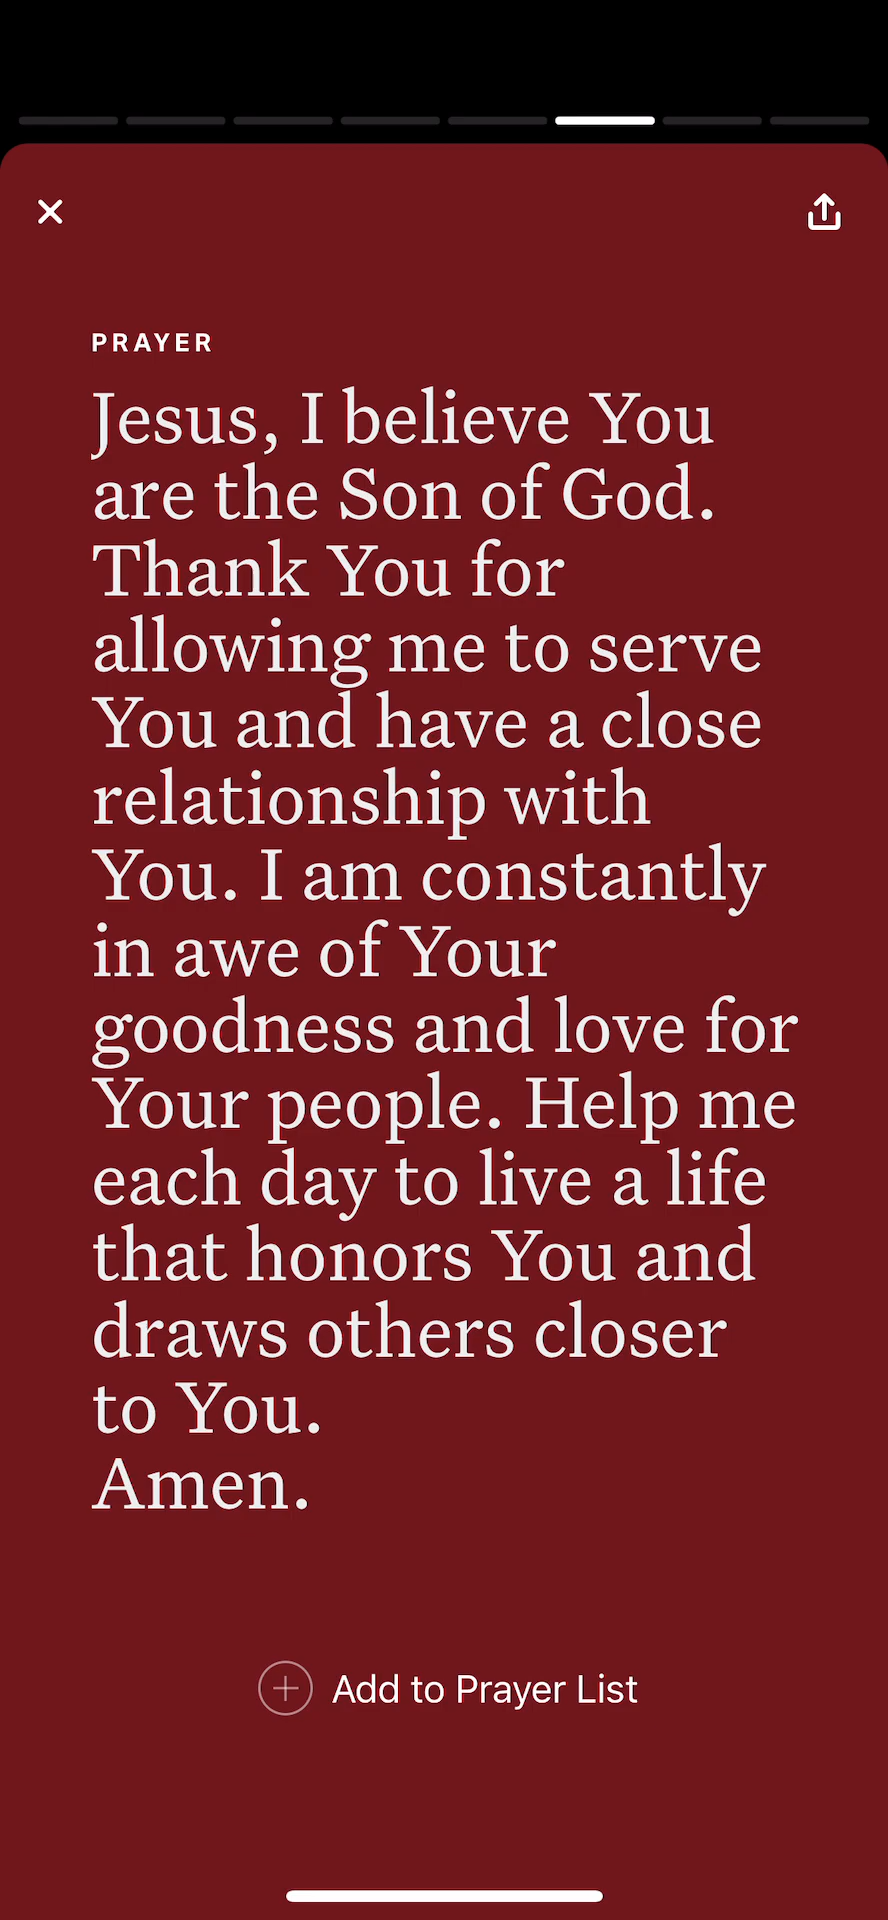 PRAYER
Jesus, I believe You
are the Son of God.
Thank You for
allowing me to serve
You and have a close
relationship with
You. I am constantly
in awe of Your
goodness and love for
Your people. Help me
each day to live a life
that honors You and
draws others closer
to You.
Amen.
Add to Prayer List